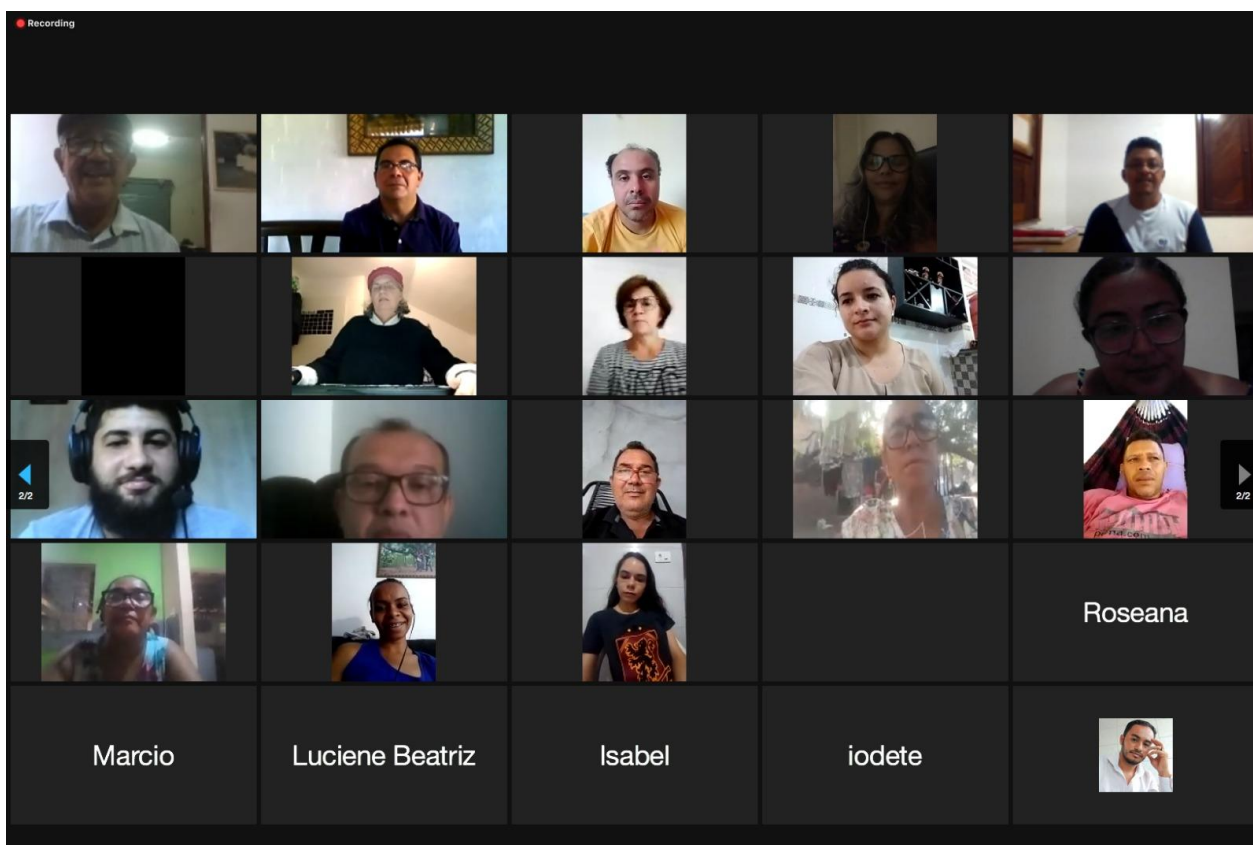 Recording
2/2
2/2
Roseana
Marcio
Luciene Beatriz
Isabel
iodete